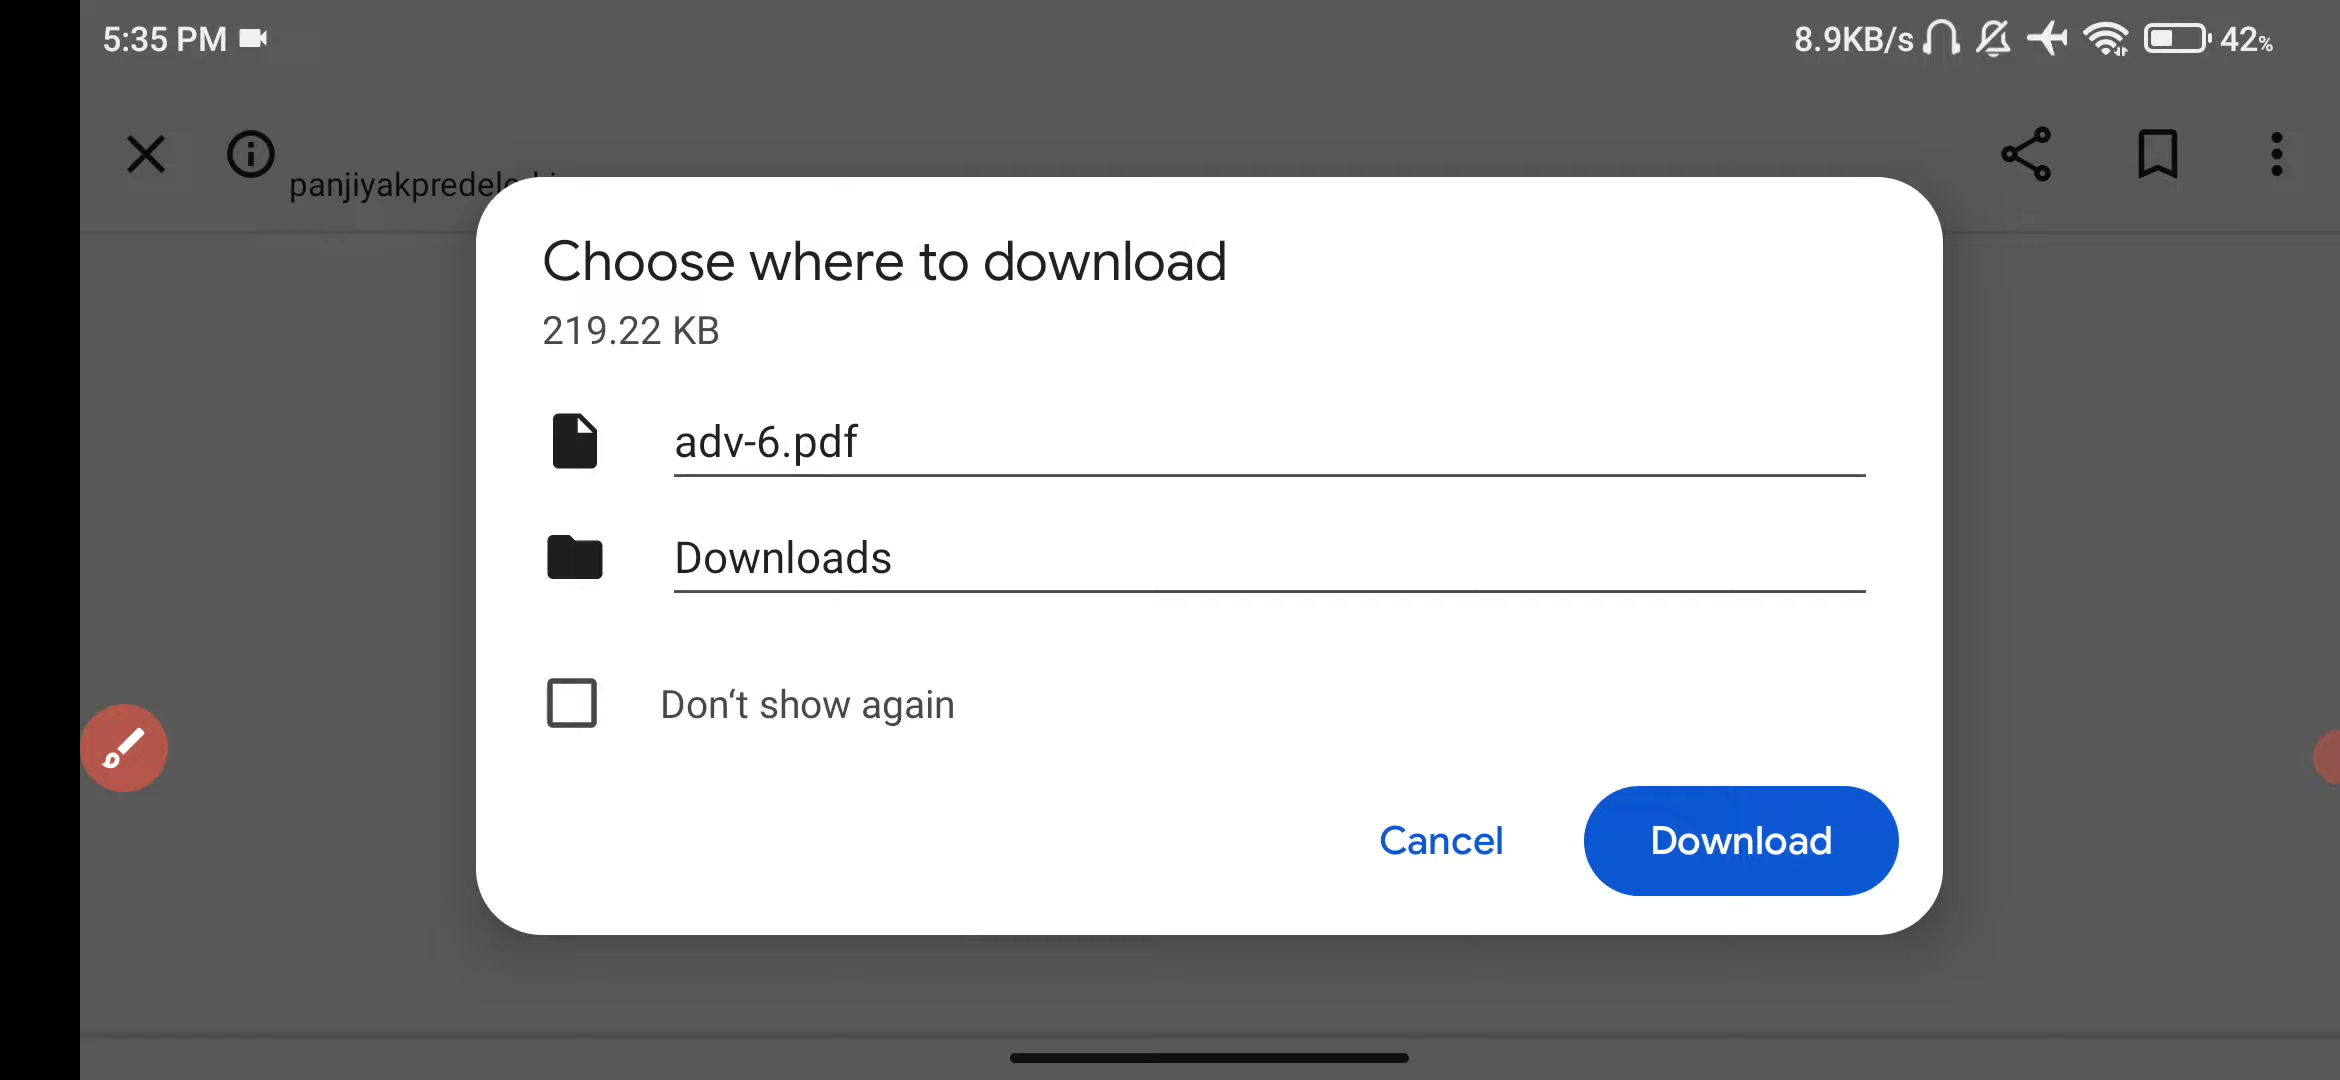 5:35 PM 8.9KB/s 42%
Choose where to download
219.22 KB
adv-6.pdf
Downloads
Don't show again
Cancel Download